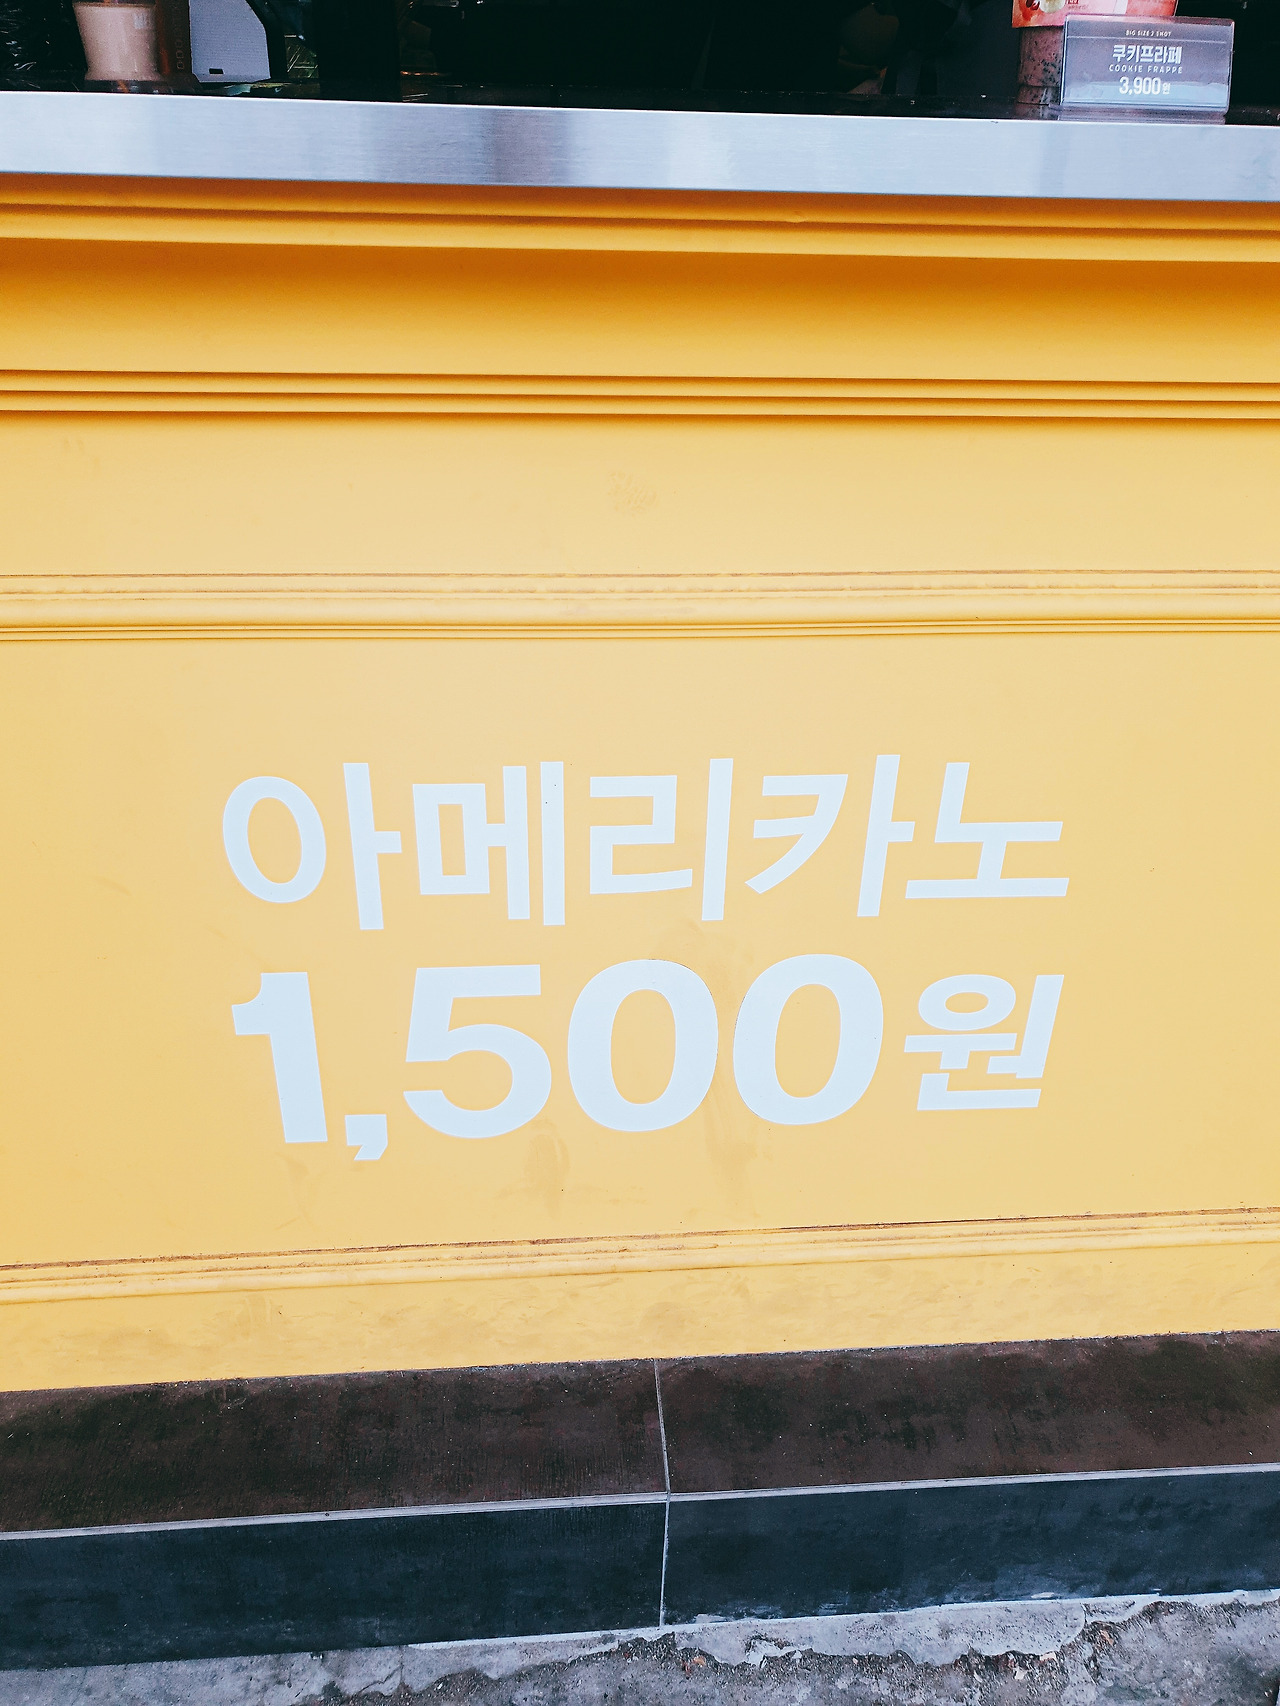 BIG SIZE 2 SHOT
쿠키프라페
COOKIE FRAPPE
3,900원
아메리카노
1,500원